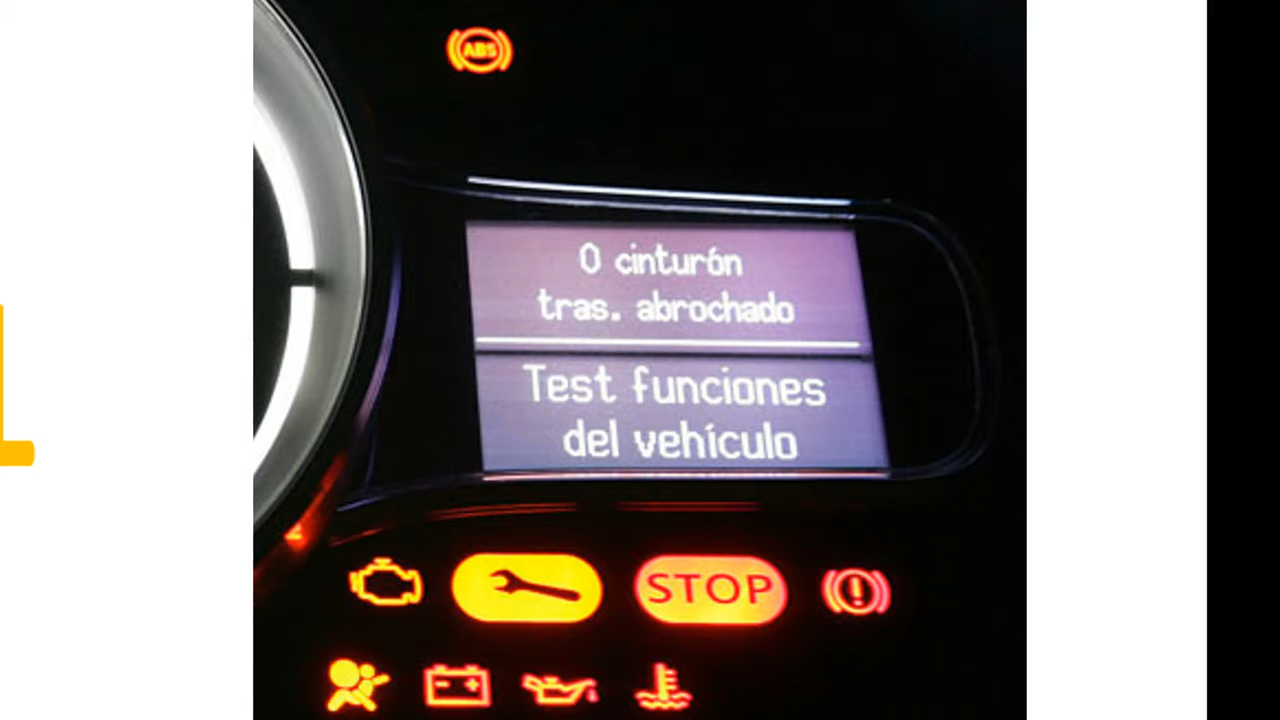 ABS
0 cinturón
tras. abrochado
Test funciones
del vehículo
STOP